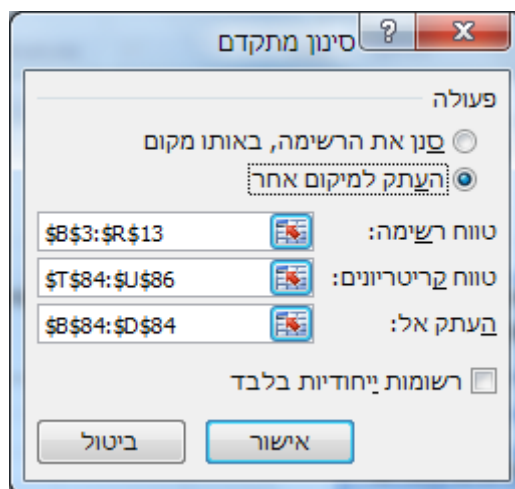 סינון מתקדם
פעולה
סנן את הרשימה, באותו מקום
העתק למיקום אחר
טווח רשימה: $B$3:$R$13
טווח קריטריונים: $T$84:$U$86
העתק אל: $B$84:$D$84
רשומות ייחודיות בלבד
אישור ביטול